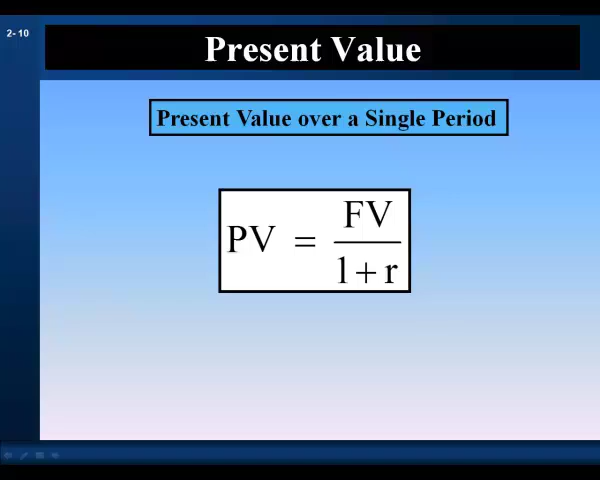 2- 10
Present Value
Present Value over a Single Period
PV = FV
1 + r